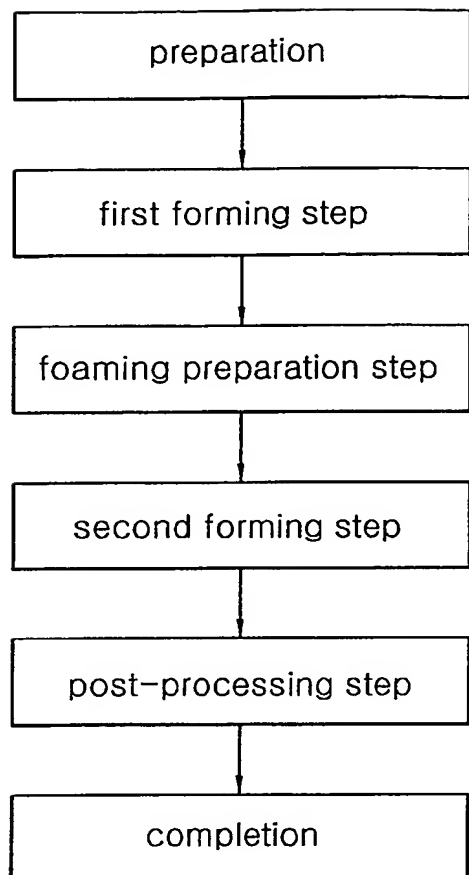 preparation
first forming step
foaming preparation step
second forming step
post-processing step
completion